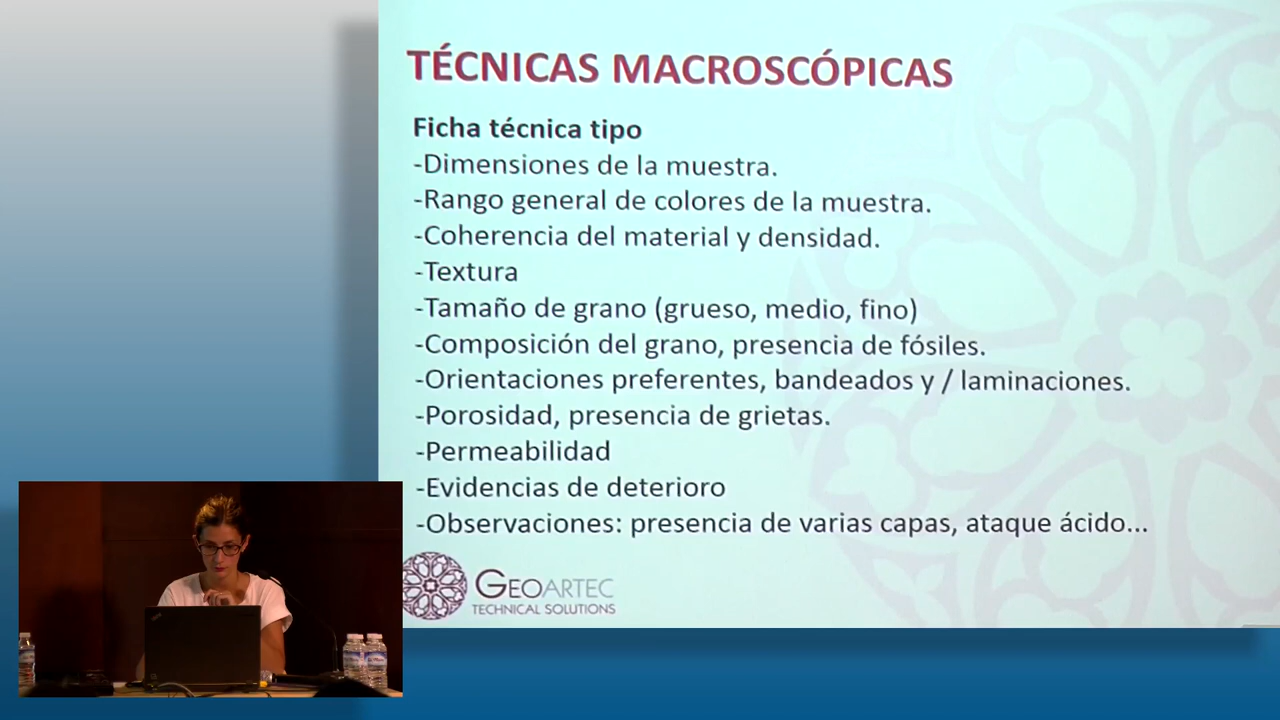 TÉCNICAS MACROSCÓPICAS
Ficha técnica tipo
-Dimensiones de la muestra.
-Rango general de colores de la muestra.
-Coherencia del material y densidad.
-Textura
-Tamaño de grano (grueso, medio, fino)
-Composición del grano, presencia de fósiles.
-Orientaciones preferentes, bandeados y / laminaciones.
-Porosidad, presencia de grietas.
-Permeabilidad
-Evidencias de deterioro
-Observaciones: presencia de varias capas, ataque ácido...
GEOARTEC
TECHNICAL SOLUTIONS